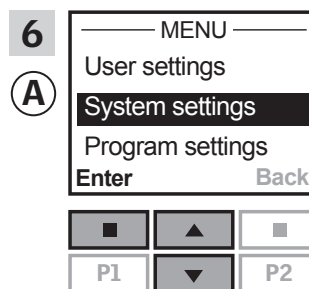 6
A
MENU
User settings
System settings
Program settings
Enter Back
P1 P2